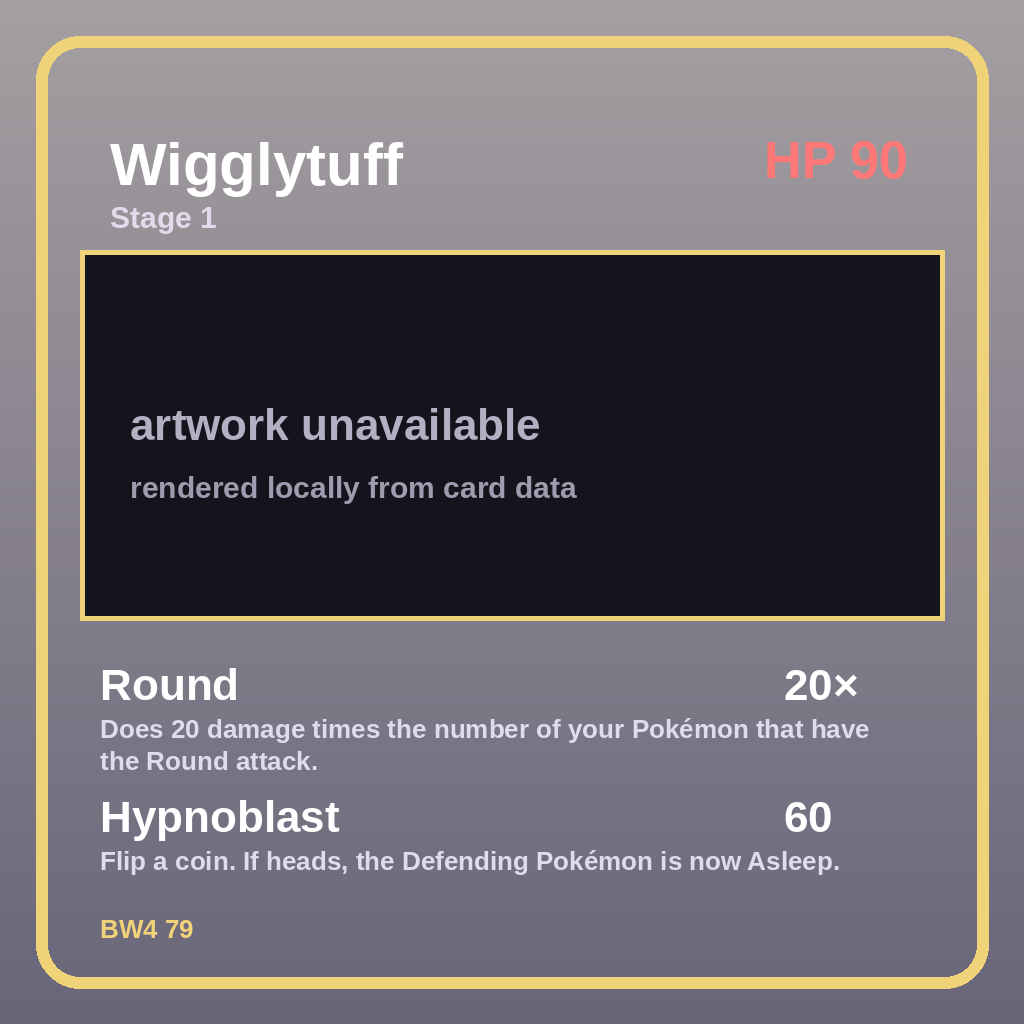 Wigglytuff
HP 90
Stage 1
artwork unavailable
rendered locally from card data
Round
20×
Does 20 damage times the number of your Pokémon that have
the Round attack.
Hypnoblast
60
Flip a coin. If heads, the Defending Pokémon is now Asleep.
BW4 79